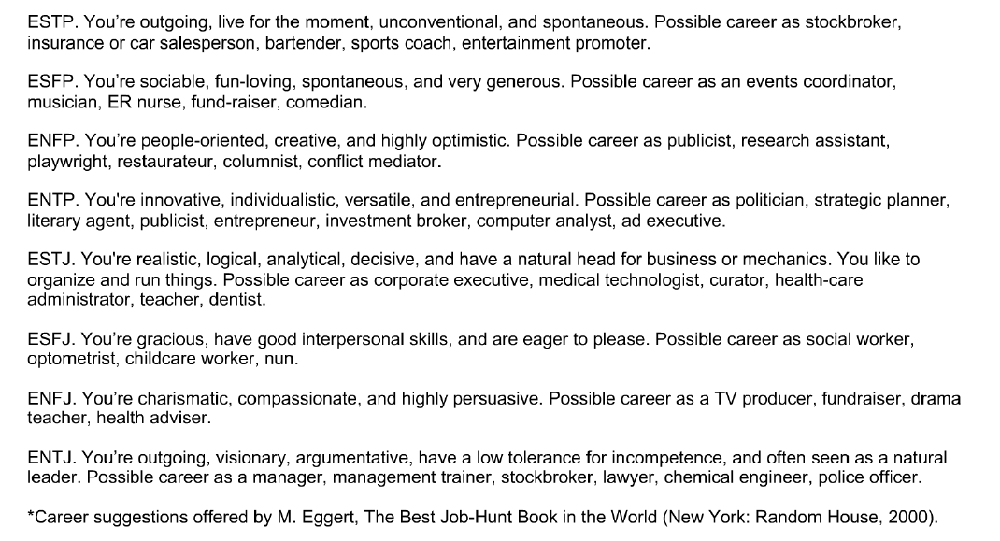 ESTP. You’re outgoing, live for the moment, unconventional, and spontaneous. Possible career as stockbroker,
insurance or car salesperson, bartender, sports coach, entertainment promoter.
ESFP. You’re sociable, fun-loving, spontaneous, and very generous. Possible career as an events coordinator,
musician, ER nurse, fund-raiser, comedian.
ENFP. You’re people-oriented, creative, and highly optimistic. Possible career as publicist, research assistant,
playwright, restaurateur, columnist, conflict mediator.
ENTP. You're innovative, individualistic, versatile, and entrepreneurial. Possible career as politician, strategic planner,
literary agent, publicist, entrepreneur, investment broker, computer analyst, ad executive.
ESTJ. You're realistic, logical, analytical, decisive, and have a natural head for business or mechanics. You like to
organize and run things. Possible career as corporate executive, medical technologist, curator, health-care
administrator, teacher, dentist.
ESFJ. You’re gracious, have good interpersonal skills, and are eager to please. Possible career as social worker,
optometrist, childcare worker, nun.
ENFJ. You’re charismatic, compassionate, and highly persuasive. Possible career as a TV producer, fundraiser, drama
teacher, health adviser.
ENTJ. You’re outgoing, visionary, argumentative, have a low tolerance for incompetence, and often seen as a natural
leader. Possible career as a manager, management trainer, stockbroker, lawyer, chemical engineer, police officer.
*Career suggestions offered by M. Eggert, The Best Job-Hunt Book in the World (New York: Random House, 2000).